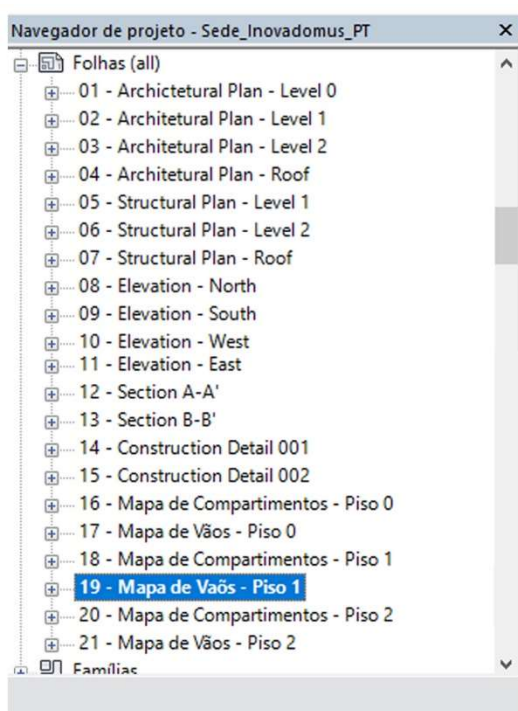 Navegador de projeto - Sede_Inovadomus_PT
Folhas (all)
01 - Archictetural Plan - Level 0
02 - Architetural Plan - Level 1
03 - Architetural Plan - Level 2
04 - Architetural Plan - Roof
05 - Structural Plan - Level 1
06 - Structural Plan - Level 2
07 - Structural Plan - Roof
08 - Elevation - North
09 - Elevation - South
10 - Elevation - West
11 - Elevation - East
12 - Section A-A'
13 - Section B-B'
14 - Construction Detail 001
15 - Construction Detail 002
16 - Mapa de Compartimentos - Piso 0
17 - Mapa de Vãos - Piso 0
18 - Mapa de Compartimentos - Piso 1
19 - Mapa de Vaõs - Piso 1
20 - Mapa de Compartimentos - Piso 2
21 - Mapa de Vãos - Piso 2
Famílias